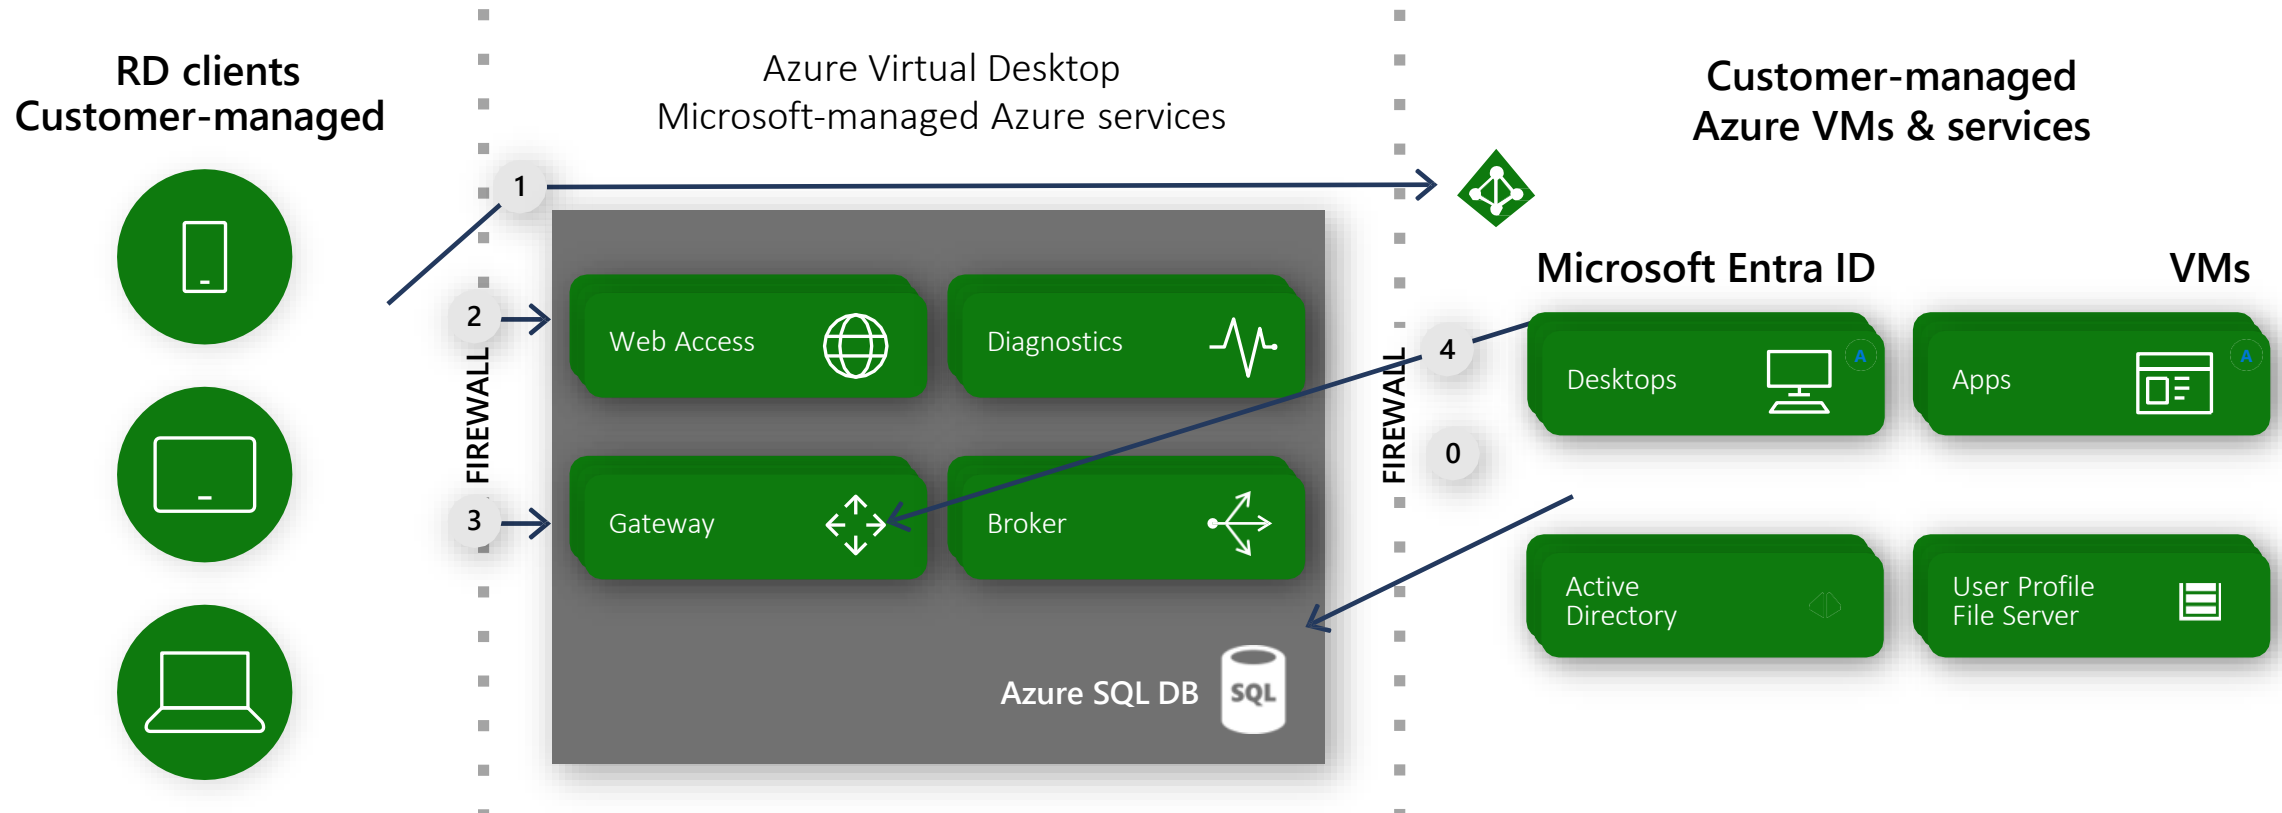 RD clients
Customer-managed
Azure Virtual Desktop
Microsoft-managed Azure services
Customer-managed
Azure VMs & services
1
Microsoft Entra ID
VMs
2
FIREWALL
3
Web Access
Diagnostics
Gateway
Broker
Azure SQL DB
SQL
FIREWALL
4
0
Desktops
A
Apps
A
Active
Directory
User Profile
File Server